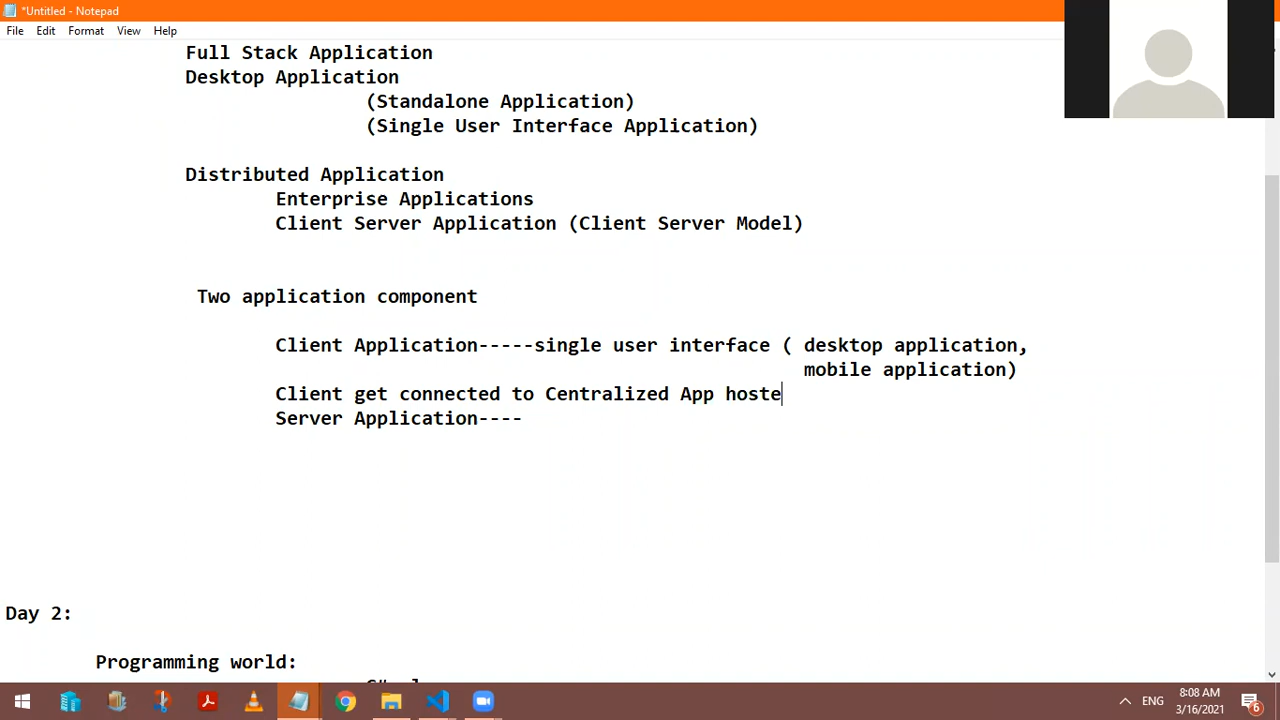 *Untitled - Notepad
File Edit Format View Help
Full Stack Application
Desktop Application
(Standalone Application)
(Single User Interface Application)
Distributed Application
Enterprise Applications
Client Server Application (Client Server Model)
Two application component
Client Application-----single user interface ( desktop application,
mobile application)
Client get connected to Centralized App hoste
Server Application----
Day 2:
Programming world:
ENG
8:08 AM
3/16/2021
6